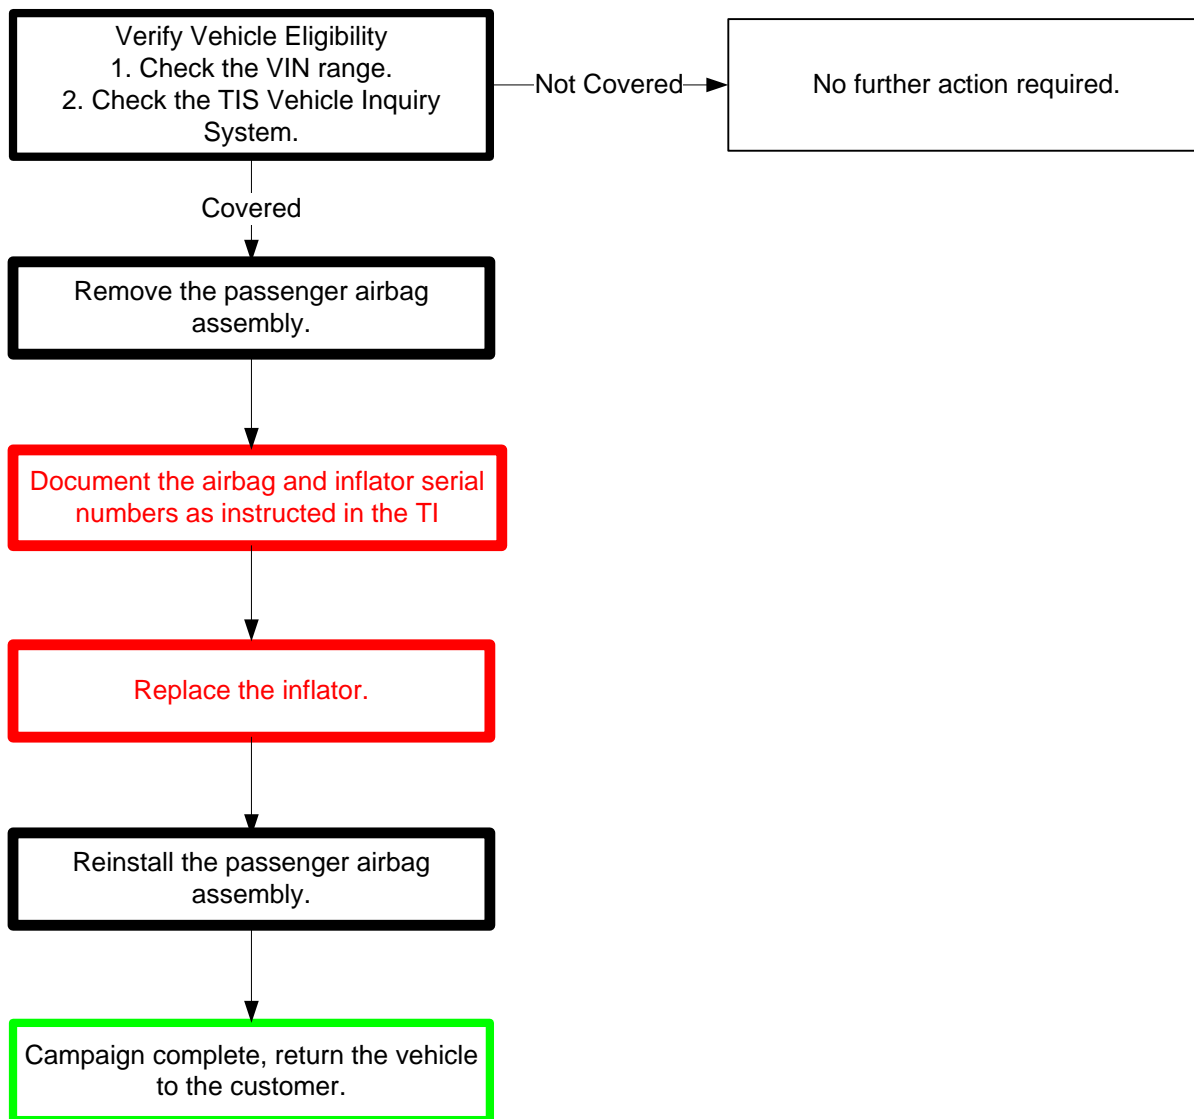 Verify Vehicle Eligibility
1. Check the VIN range.
2. Check the TIS Vehicle Inquiry
System.
Not Covered
No further action required.
Covered
Remove the passenger airbag
assembly.
Document the airbag and inflator serial
numbers as instructed in the TI
Replace the inflator.
Reinstall the passenger airbag
assembly.
Campaign complete, return the vehicle
to the customer.